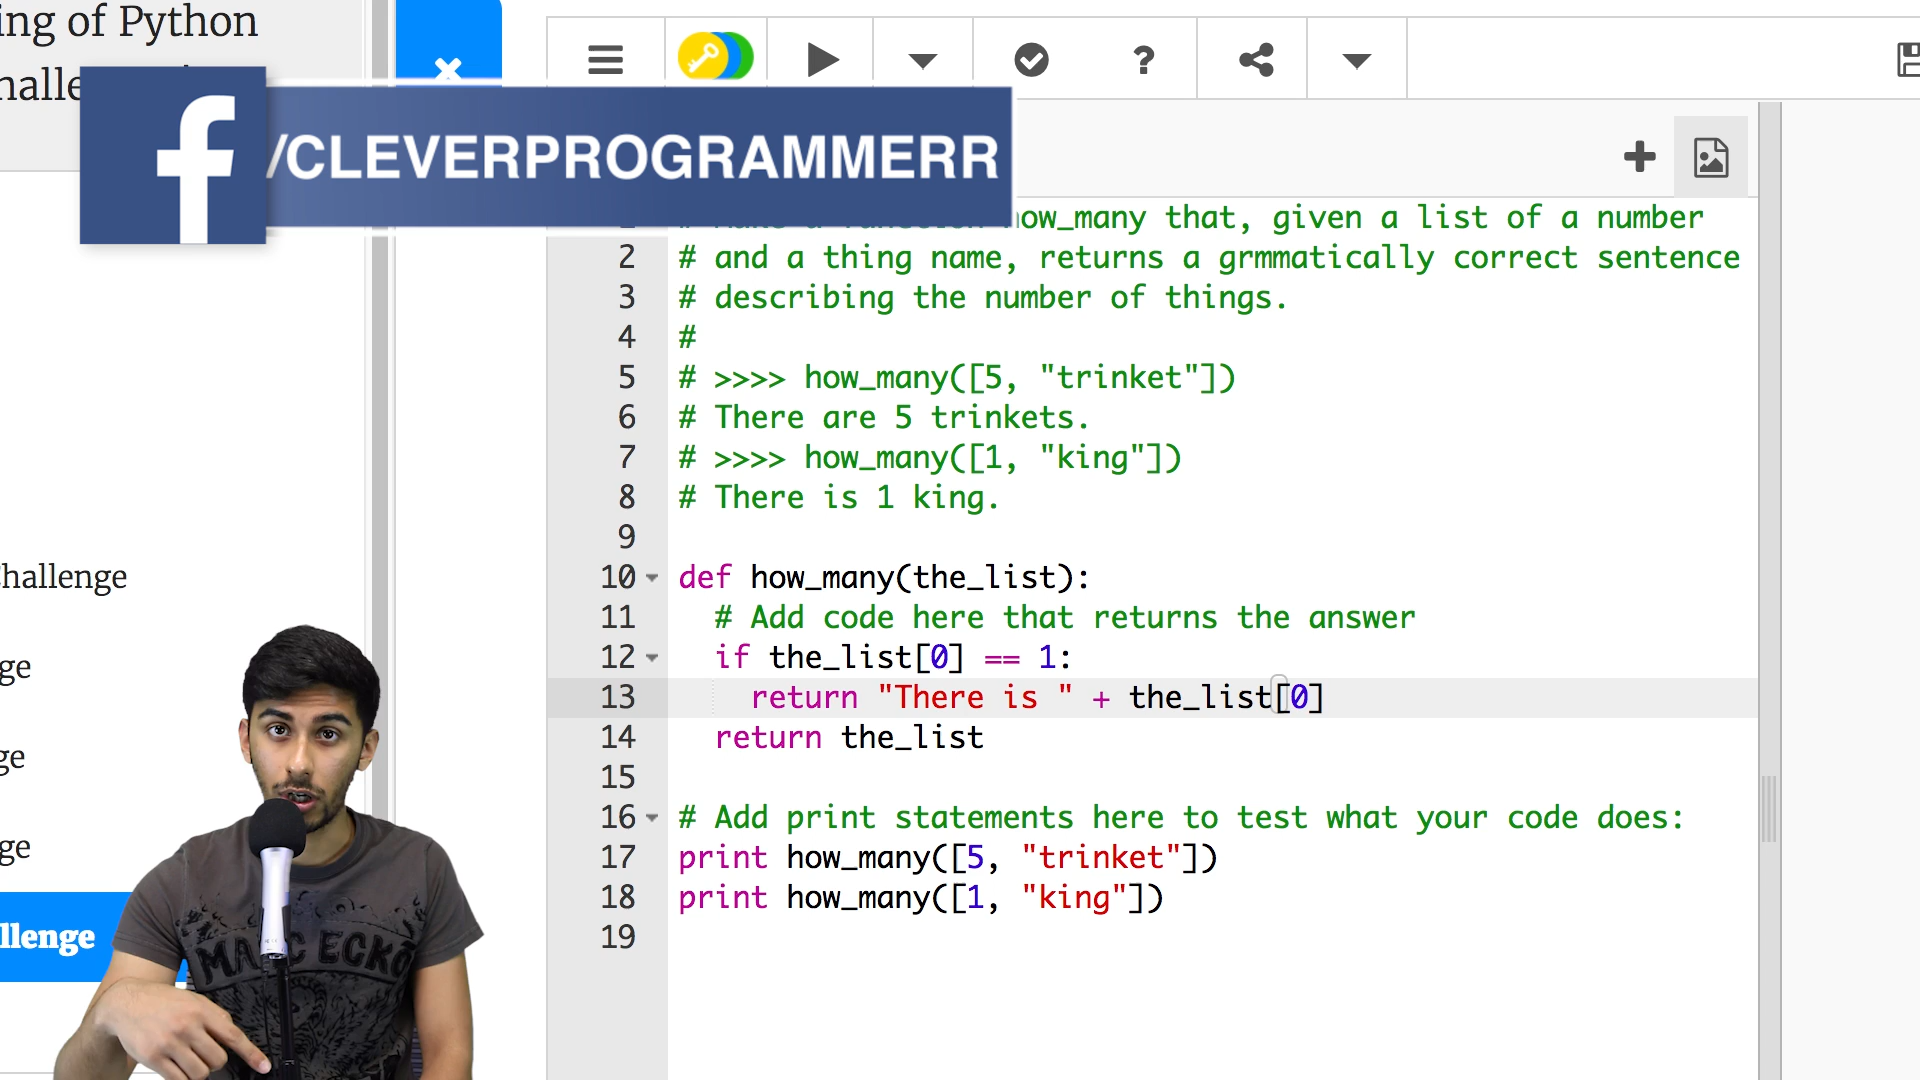 ing of Python
/CLEVERPROGRAMMERR
how_many that, given a list of a number
2 # and a thing name, returns a grmmatically correct sentence
3 # describing the number of things.
4 #
5 # >>>> how_many([5, "trinket"])
6 # There are 5 trinkets.
7 # >>>> how_many([1, "king"])
8 # There is 1 king.
9
10 def how_many(the_list):
11 # Add code here that returns the answer
12 if the_list[0] == 1:
13 return "There is " + the_list[0]
14 return the_list
15
16 # Add print statements here to test what your code does:
17 print how_many([5, "trinket"])
18 print how_many([1, "king"])
19
hallenge
ge
ge
ge
llenge
MARC ECKO